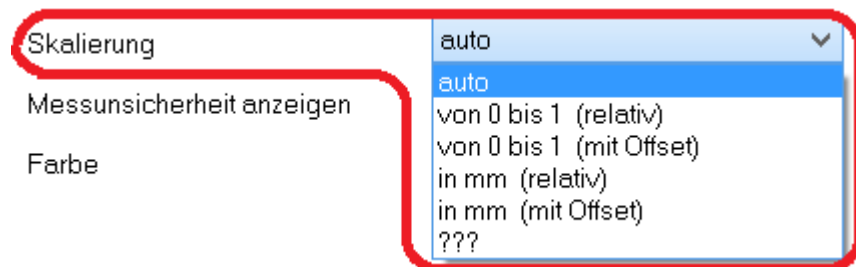 Skalierung
auto
auto
Messunsicherheit anzeigen
von 0 bis 1 (relativ)
von 0 bis 1 (mit Offset)
Farbe
in mm (relativ)
in mm (mit Offset)
???